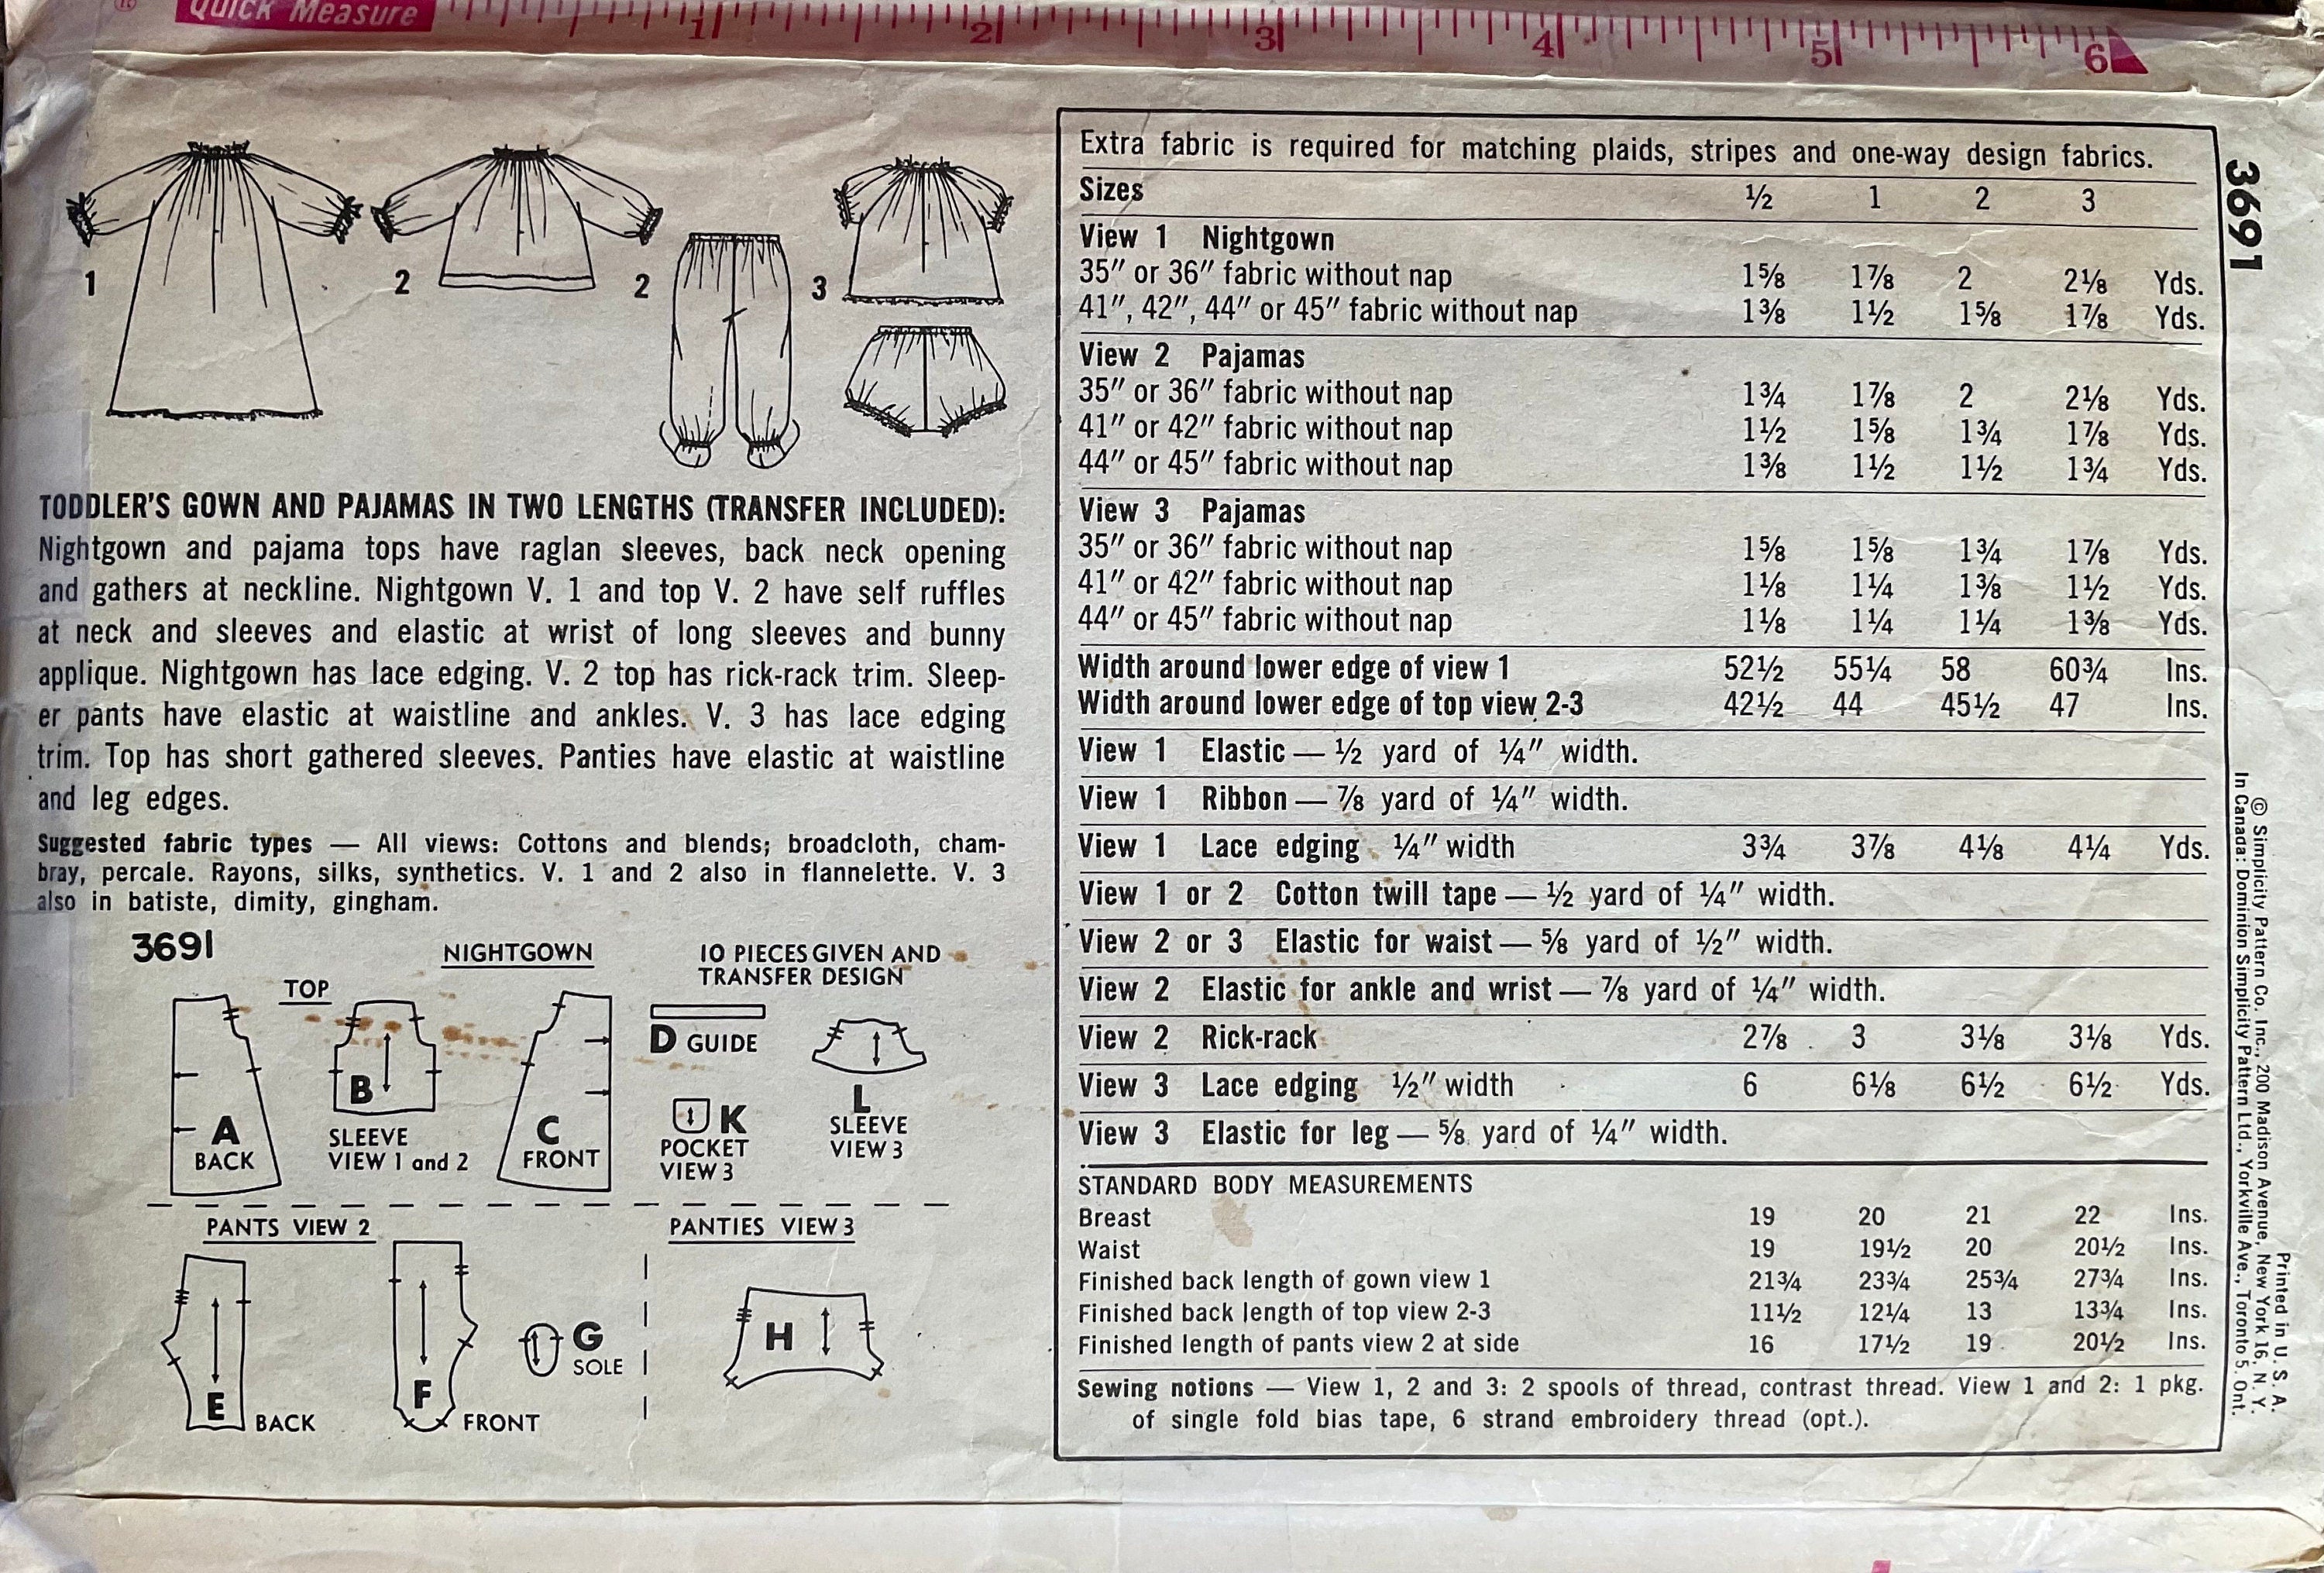 Quick Measure
1 2 3 4 5 6
1
2
2
3
TODDLER'S GOWN AND PAJAMAS IN TWO LENGTHS (TRANSFER INCLUDED):
Nightgown and pajama tops have raglan sleeves, back neck opening
and gathers at neckline. Nightgown V. 1 and top V. 2 have self ruffles
at neck and sleeves and elastic at wrist of long sleeves and bunny
applique. Nightgown has lace edging. V. 2 top has rick-rack trim. Sleep-
er pants have elastic at waistline and ankles. V. 3 has lace edging
trim. Top has short gathered sleeves. Panties have elastic at waistline
and leg edges.
Suggested fabric types — All views: Cottons and blends; broadcloth, cham-
bray, percale. Rayons, silks, synthetics. V. 1 and 2 also in flannelette. V. 3
also in batiste, dimity, gingham.
3691
NIGHTGOWN
10 PIECES GIVEN AND
TRANSFER DESIGN
TOP
A
BACK
B
SLEEVE
VIEW 1 and 2
C
FRONT
D GUIDE
K
POCKET
VIEW 3
L
SLEEVE
VIEW 3
PANTS VIEW 2
PANTIES VIEW 3
E BACK
F FRONT
G
SOLE
H
Extra fabric is required for matching plaids, stripes and one-way design fabrics.
Sizes ½ 1 2 3
View 1 Nightgown
35" or 36" fabric without nap 1⅝ 1⅞ 2 2⅛ Yds.
41", 42", 44" or 45" fabric without nap 1⅜ 1½ 1⅝ 1⅞ Yds.
View 2 Pajamas
35" or 36" fabric without nap 1¾ 1⅞ 2 2⅛ Yds.
41" or 42" fabric without nap 1½ 1⅝ 1¾ 1⅞ Yds.
44" or 45" fabric without nap 1⅜ 1½ 1½ 1¾ Yds.
View 3 Pajamas
35" or 36" fabric without nap 1⅝ 1⅝ 1¾ 1⅞ Yds.
41" or 42" fabric without nap 1⅛ 1¼ 1⅜ 1½ Yds.
44" or 45" fabric without nap 1⅛ 1¼ 1¼ 1⅜ Yds.
Width around lower edge of view 1 52½ 55¼ 58 60¾ Ins.
Width around lower edge of top view 2-3 42½ 44 45½ 47 Ins.
View 1 Elastic — ½ yard of ¼" width.
View 1 Ribbon — ⅞ yard of ¼" width.
View 1 Lace edging ¼" width 3¾ 3⅞ 4⅛ 4¼ Yds.
View 1 or 2 Cotton twill tape — ½ yard of ¼" width.
View 2 or 3 Elastic for waist — ⅝ yard of ½" width.
View 2 Elastic for ankle and wrist — ⅞ yard of ¼" width.
View 2 Rick-rack 2⅞ 3 3⅛ 3⅛ Yds.
View 3 Lace edging ½" width 6 6⅛ 6½ 6½ Yds.
View 3 Elastic for leg — ⅝ yard of ¼" width.
STANDARD BODY MEASUREMENTS
Breast 19 20 21 22 Ins.
Waist 19 19½ 20 20½ Ins.
Finished back length of gown view 1 21¾ 23¾ 25¾ 27¾ Ins.
Finished back length of top view 2-3 11½ 12¼ 13 13¾ Ins.
Finished length of pants view 2 at side 16 17½ 19 20½ Ins.
Sewing notions — View 1, 2 and 3: 2 spools of thread, contrast thread. View 1 and 2: 1 pkg.
of single fold bias tape, 6 strand embroidery thread (opt.).
3691
Printed in U. S. A.
© Simplicity Pattern Co. Inc., 200 Madison Avenue, New York 16, N. Y.
In Canada: Dominion Simplicity Pattern Ltd., Yorkville Ave., Toronto 5, Ont.